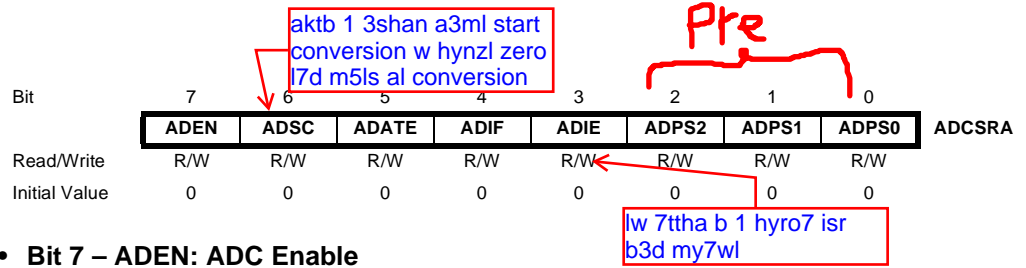 aktb 1 3shan a3ml start
conversion w hynzl zero
l7d m5ls al conversion
Pre
Bit 7 6 5 4 3 2 1 0
ADEN ADSC ADATE ADIF ADIE ADPS2 ADPS1 ADPS0 ADCSRA
Read/Write R/W R/W R/W R/W R/W R/W R/W R/W
Initial Value 0 0 0 0 0 0 0 0
lw 7ttha b 1 hyro7 isr
b3d my7wl
• Bit 7 – ADEN: ADC Enable